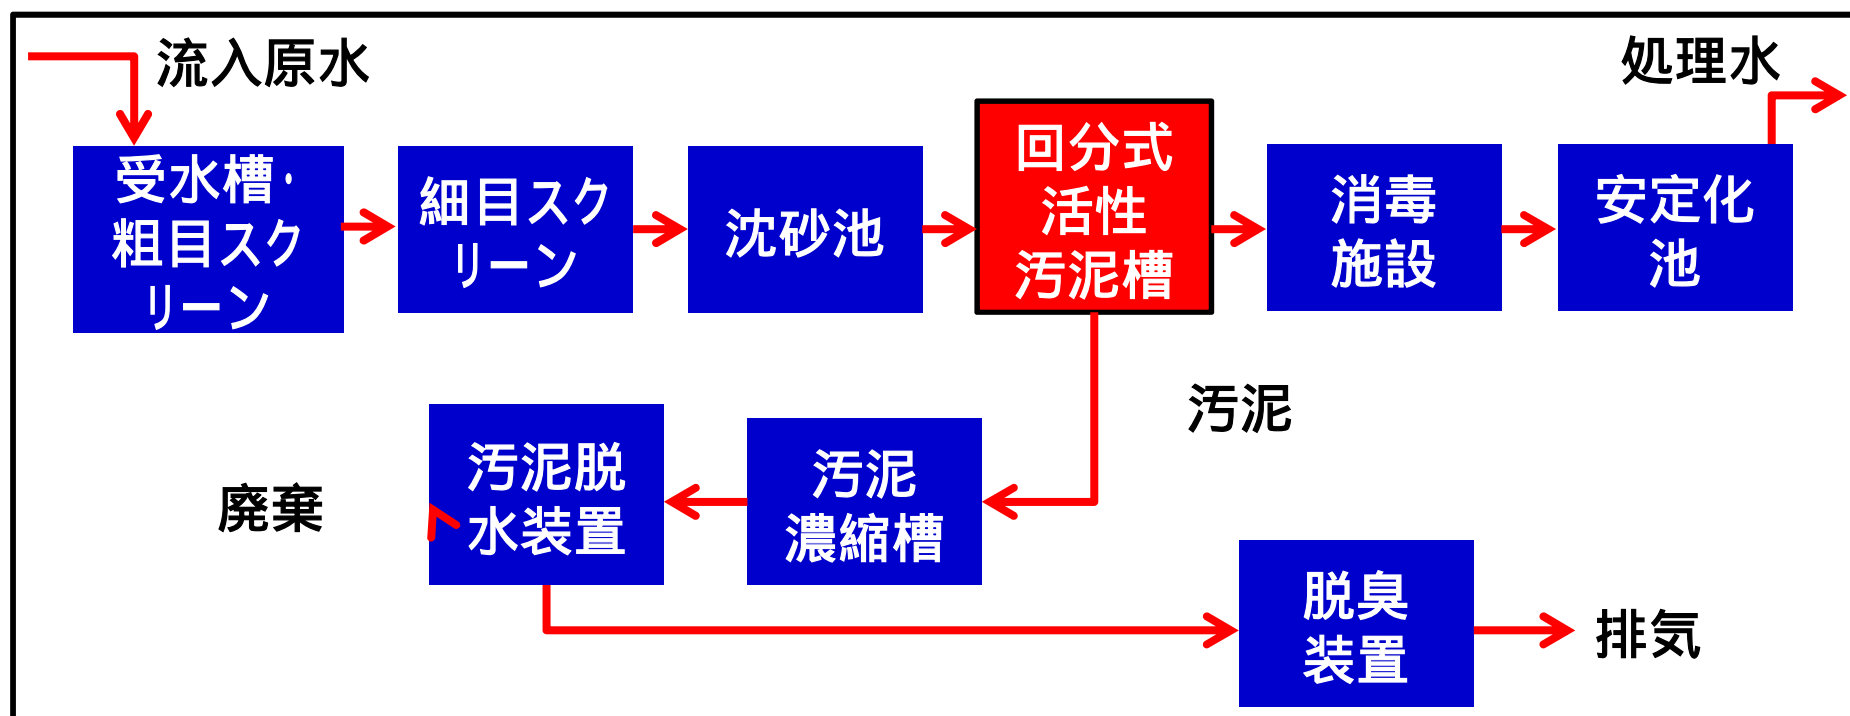 流入原水
処理水
受水槽・
粗目スク
リーン
細目スク
リーン
沈砂池
回分式
活性
汚泥槽
消毒
施設
安定化
池
汚泥
廃棄
汚泥脱
水装置
汚泥
濃縮槽
脱臭
装置
排気